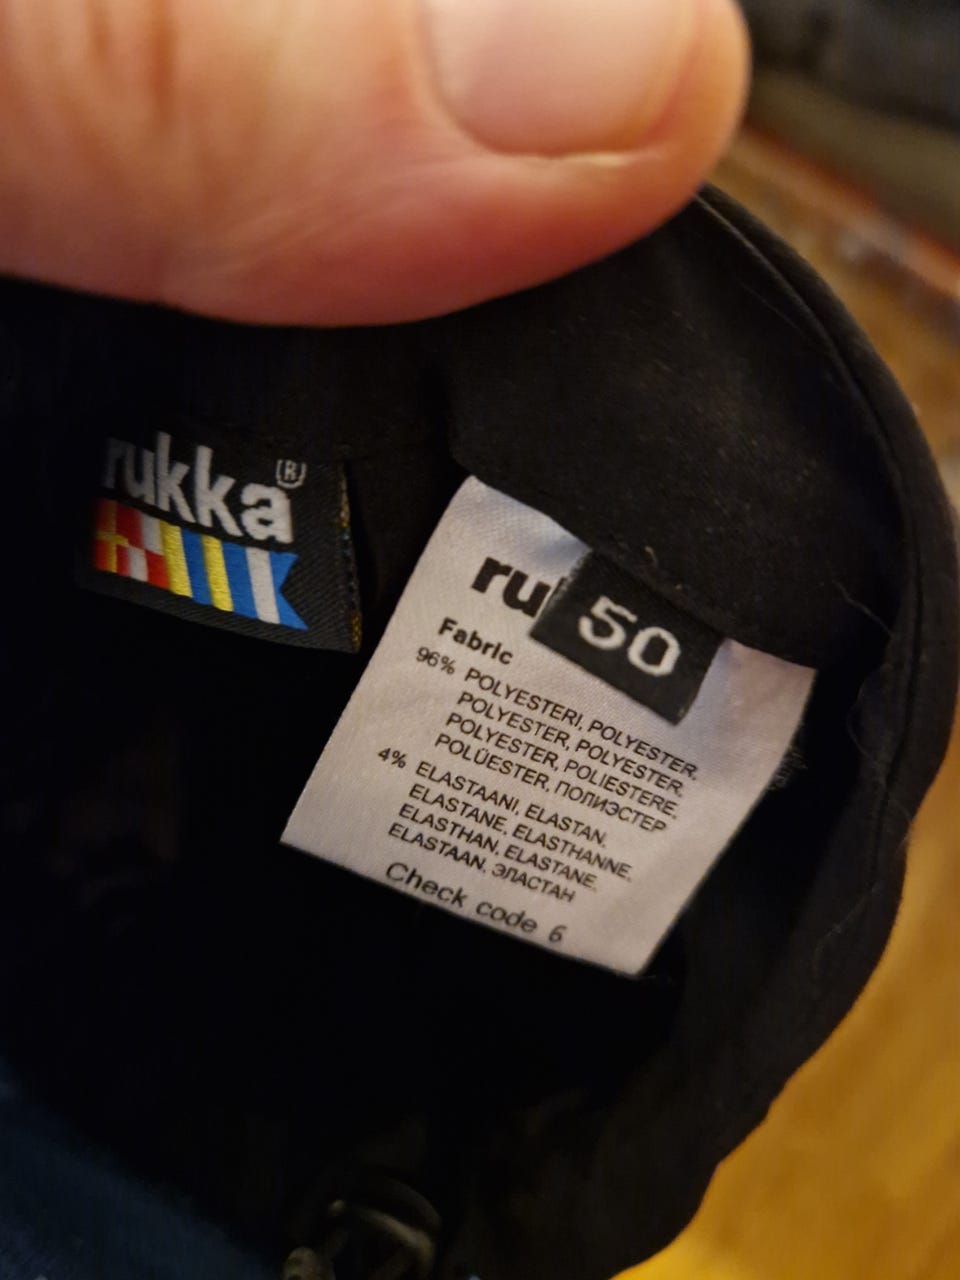 rukka®
ru
50
Fabric
96% POLYESTERI, POLYESTER,
POLYESTER, POLYESTER,
POLYESTER, POLIESTERE,
POLÜESTER, ПОЛИЭСТЕР
4% ELASTAANI, ELASTAN,
ELASTANE, ELASTHANNE,
ELASTHAN, ELASTANE,
ELASTAAN, ЭЛАСТАН
Check code 6